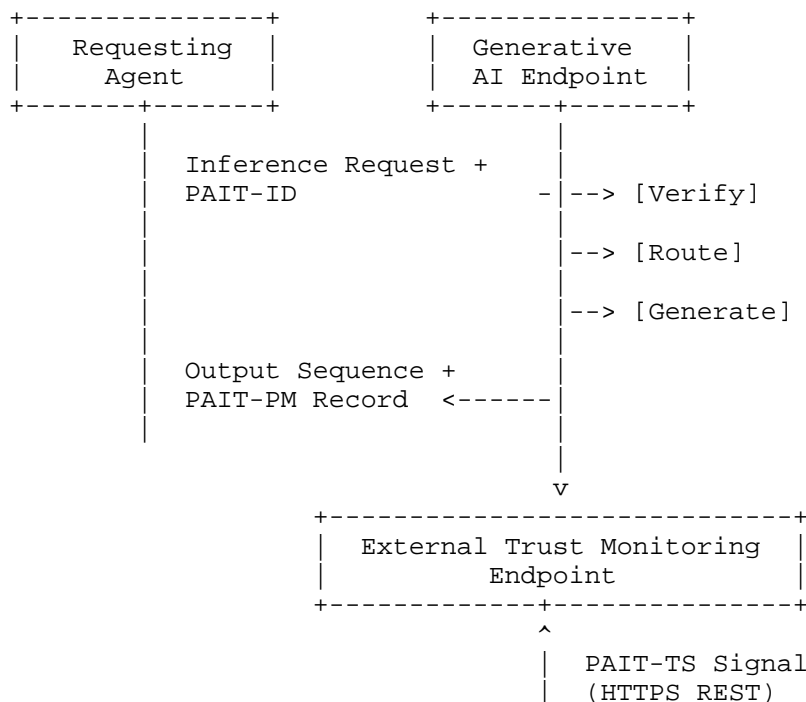 Requesting Generative
Agent AI Endpoint
Inference Request +
PAIT-ID [Verify]
[Route]
[Generate]
Output Sequence +
PAIT-PM Record
External Trust Monitoring
Endpoint
PAIT-TS Signal
(HTTPS REST)